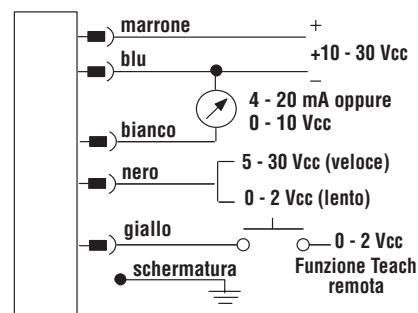 marrone
+
+10 - 30 Vcc
blu
–
4 - 20 mA oppure
0 - 10 Vcc
bianco
nero
5 - 30 Vcc (veloce)
0 - 2 Vcc (lento)
giallo
0 - 2 Vcc
Funzione Teach
remota
schermatura